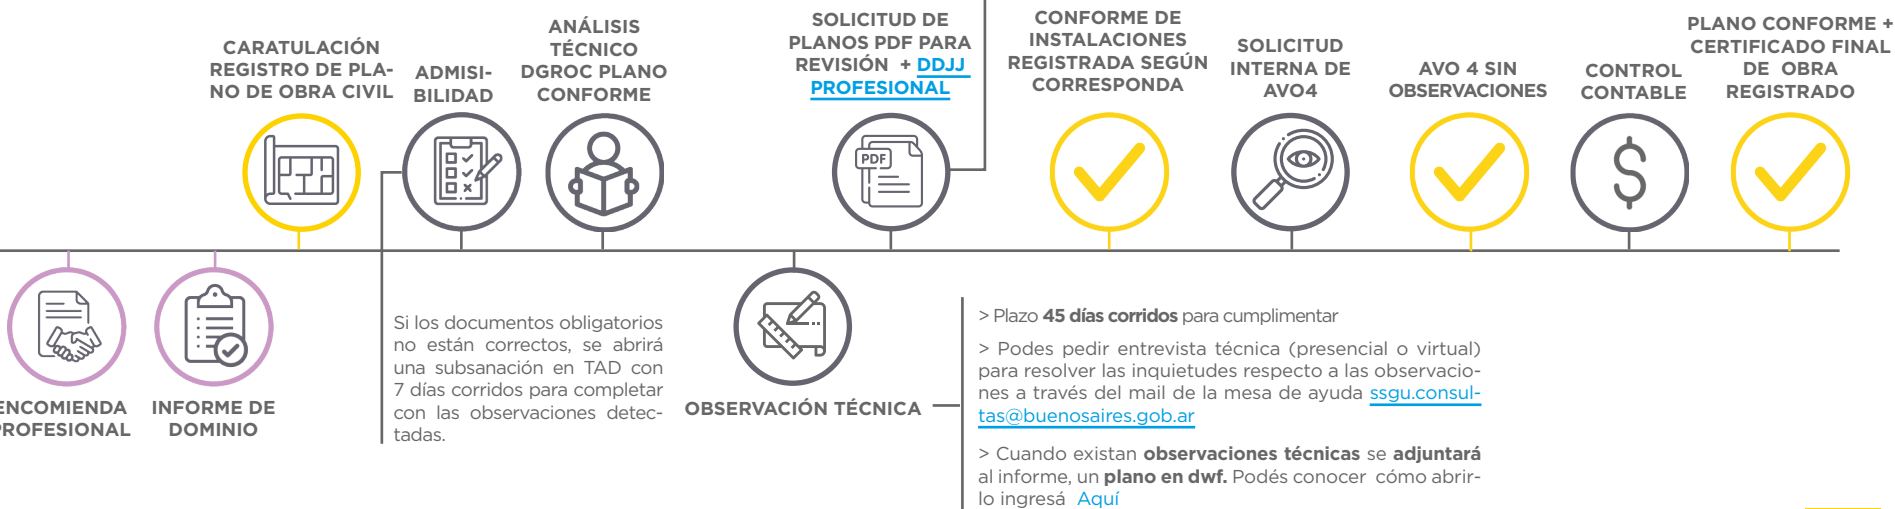 CARATULACIÓN
REGISTRO DE PLA-
NO DE OBRA CIVIL
ADMISI-
BILIDAD
ANÁLISIS
TÉCNICO
DGROC PLANO
CONFORME
SOLICITUD DE
PLANOS PDF PARA
REVISIÓN + DDJJ
PROFESIONAL
CONFORME DE
INSTALACIONES
REGISTRADA SEGÚN
CORRESPONDA
SOLICITUD
INTERNA DE
AVO4
AVO 4 SIN
OBSERVACIONES
CONTROL
CONTABLE
PLANO CONFORME +
CERTIFICADO FINAL
DE OBRA
REGISTRADO
PDF
$
ENCOMIENDA
PROFESIONAL
INFORME DE
DOMINIO
Si los documentos obligatorios
no están correctos, se abrirá
una subsanación en TAD con
7 días corridos para completar
con las observaciones detec-
tadas.
OBSERVACIÓN TÉCNICA
> Plazo 45 días corridos para cumplimentar
> Podes pedir entrevista técnica (presencial o virtual)
para resolver las inquietudes respecto a las observacio-
nes a través del mail de la mesa de ayuda ssgu.consul-
tas@buenosaires.gob.ar
> Cuando existan observaciones técnicas se adjuntará
al informe, un plano en dwf. Podés conocer cómo abrir-
lo ingresá Aquí